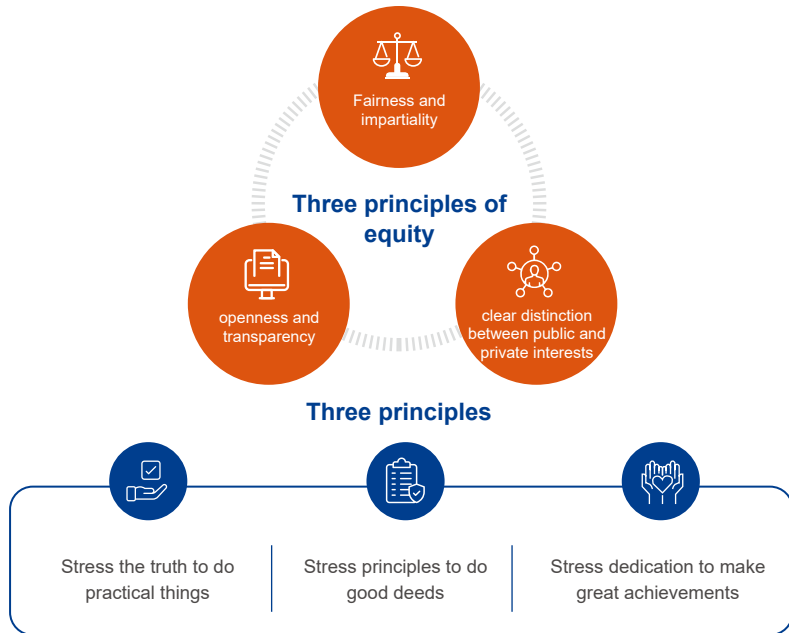 Fairness and
impartiality
Three principles of
equity
openness and
transparency
clear distinction
between public and
private interests
Three principles
Stress the truth to do
practical things
Stress principles to do
good deeds
Stress dedication to make
great achievements